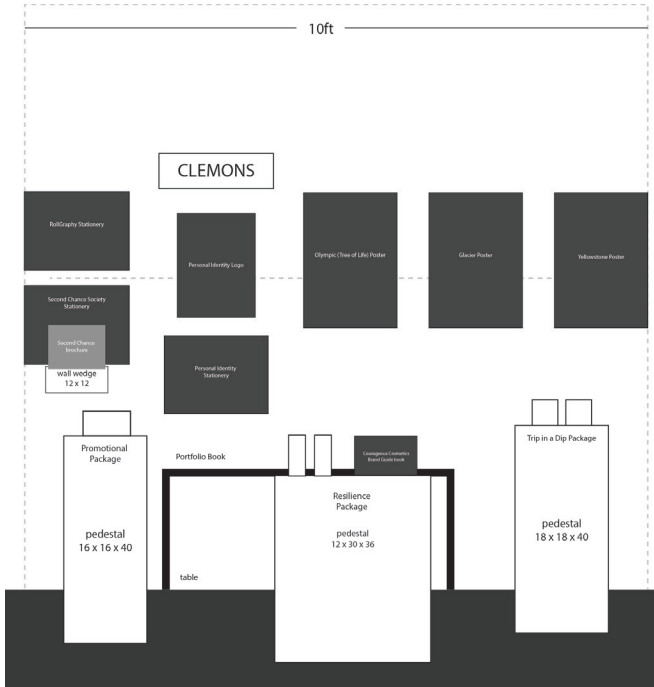 10ft
CLEMONS
RollGraphy Stationery
Personal Identity Logo
Olympic (Tree of Life) Poster
Glacier Poster
Yellowstone Poster
Second Chance Society
Stationery
Second Chance
brochure
wall wedge
12 x 12
Personal Identity
Stationery
Promotional
Package
pedestal
16 x 16 x 40
Portfolio Book
table
Courageous Cosmetics
Brand Guide book
Resilience
Package
pedestal
12 x 30 x 36
Trip in a Dip Package
pedestal
18 x 18 x 40